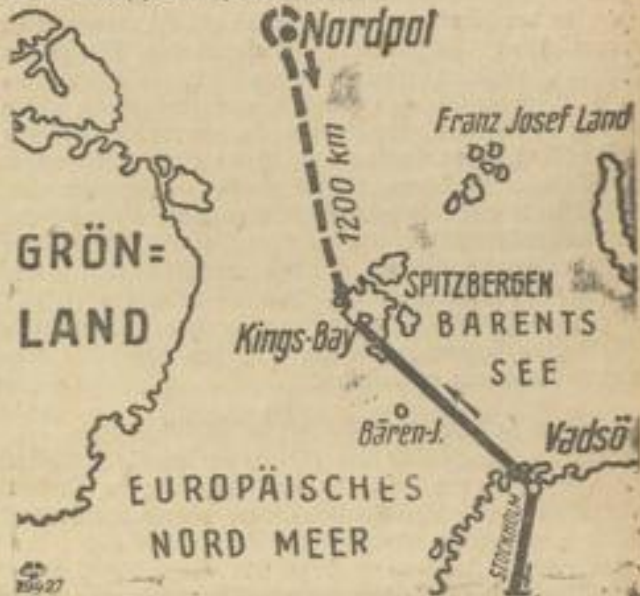 Nordpol
Franz Josef Land
1200 km
GRÖN=
LAND
SPITZBERGEN
Kings-Bay
BARENTS
SEE
Bären-I.
Vadsö
EUROPÄISCHES
NORD MEER
STOCKHOLM